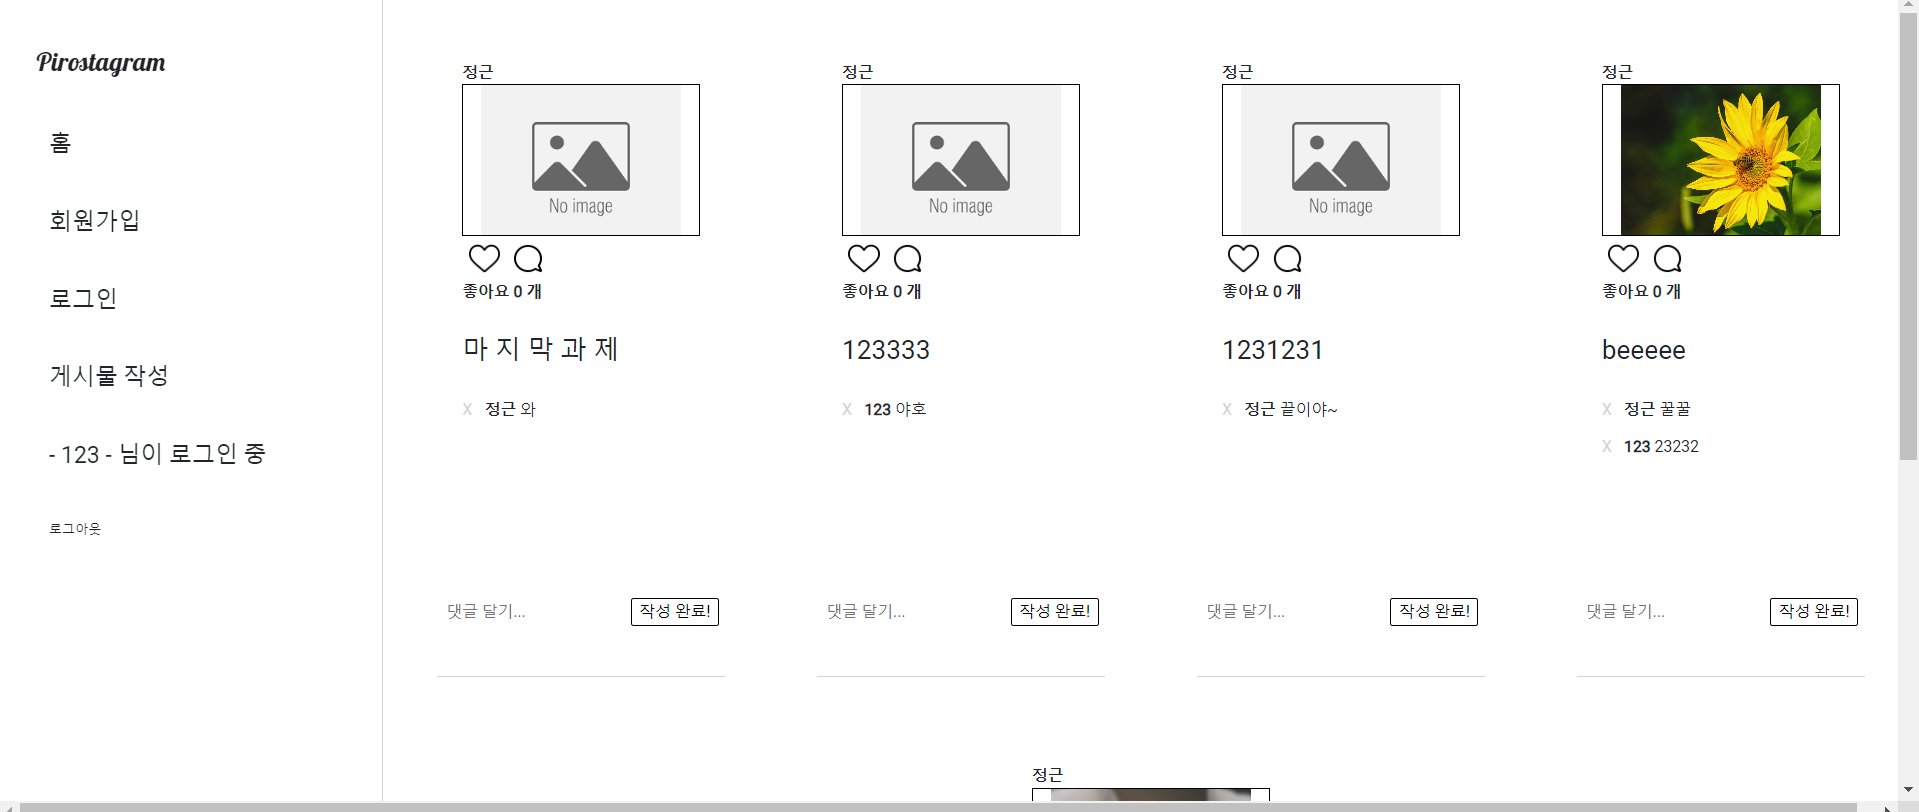 Pirostagram
홈
회원가입
로그인
게시물 작성
- 123 - 님이 로그인 중
로그아웃
정근
No image
좋아요 0 개
마 지 막 과 제
X 정근 와
댓글 달기...
작성 완료!
정근
No image
좋아요 0 개
123333
X 123 야호
댓글 달기...
작성 완료!
정근
No image
좋아요 0 개
1231231
X 정근 끝이야~
댓글 달기...
작성 완료!
정근
좋아요 0 개
beeeee
X 정근 꿀꿀
X 123 23232
댓글 달기...
작성 완료!
정근